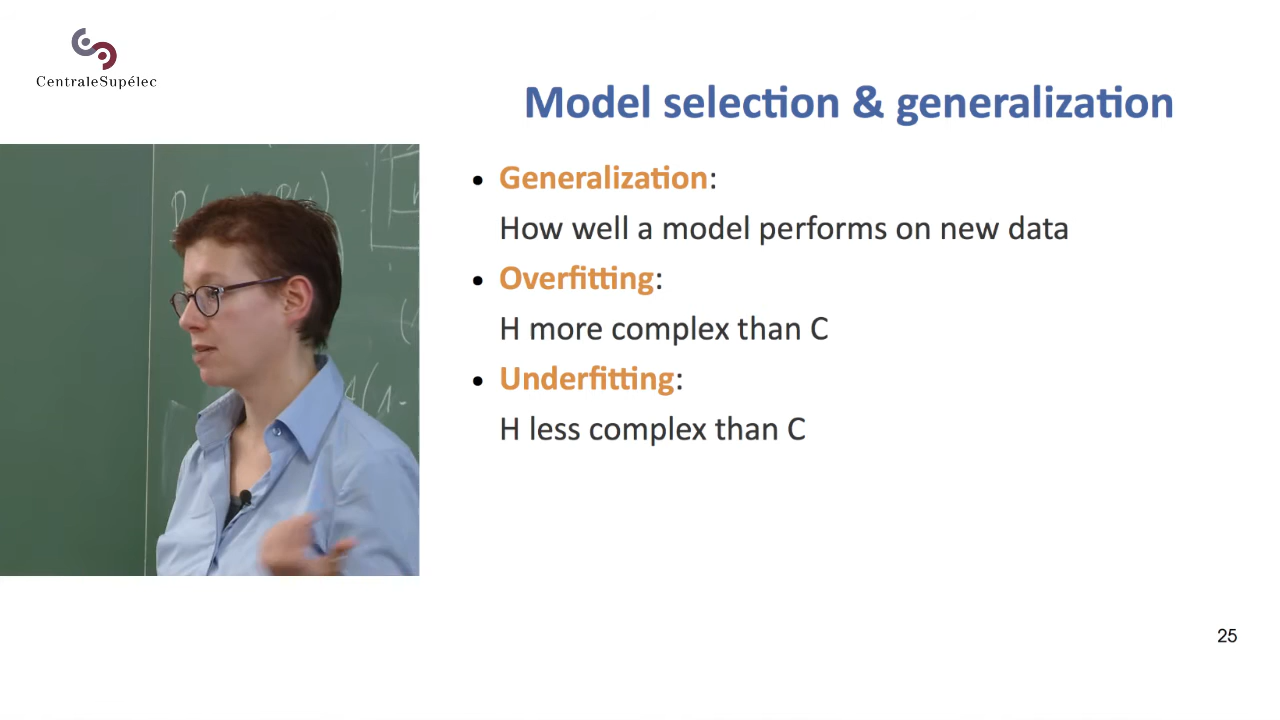 CentraleSupélec
Model selection & generalization
• Generalization:
How well a model performs on new data
• Overfitting:
H more complex than C
• Underfitting:
H less complex than C
25